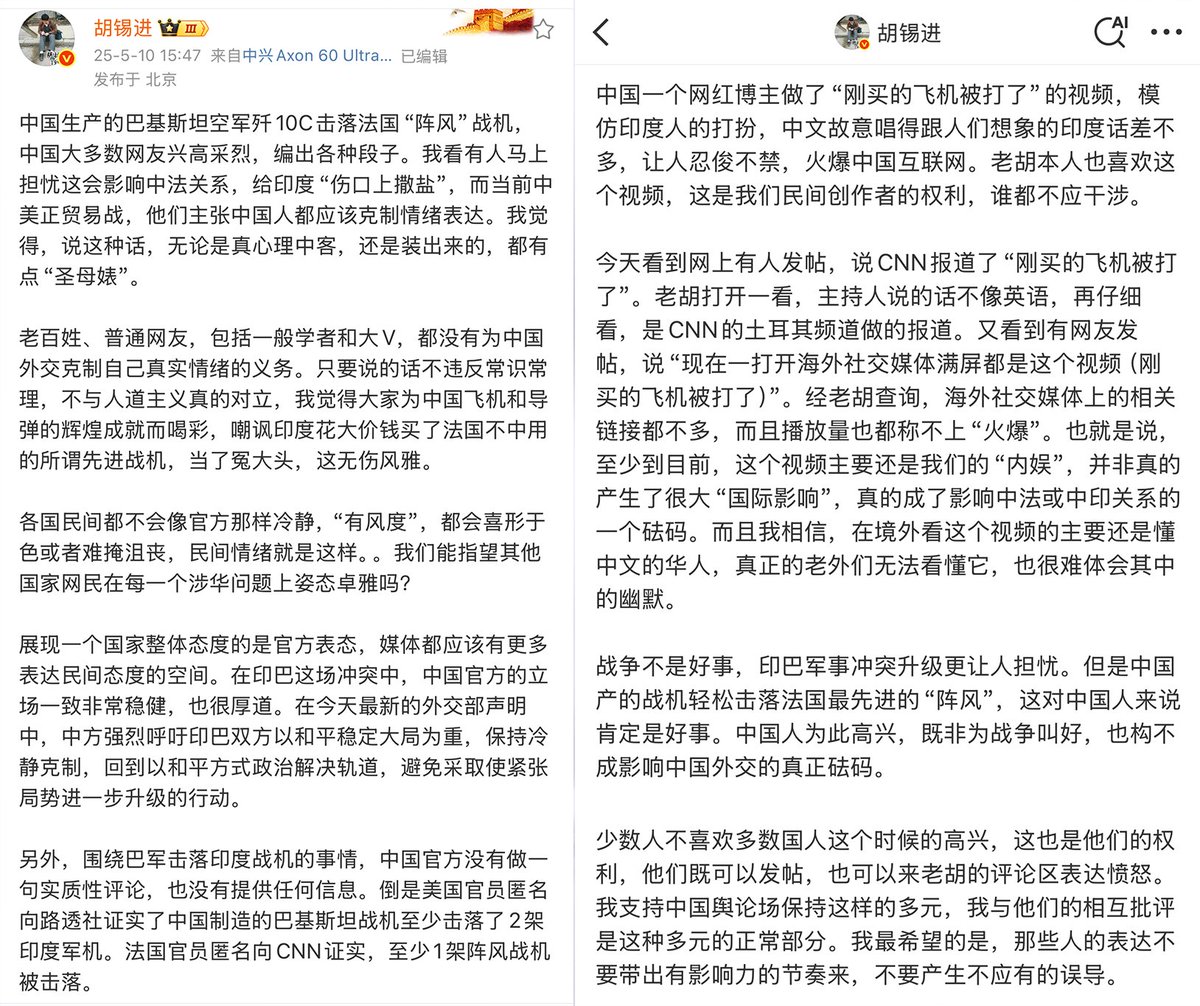 胡锡进 III
25-5-10 15:47 来自中兴Axon 60 Ultra... 已编辑
发布于 北京
中国生产的巴基斯坦空军歼10C击落法国“阵风”战机，
中国大多数网友兴高采烈，编出各种段子。我看有人马上
担忧这会影响中法关系，给印度“伤口上撒盐”，而当前中
美正贸易战，他们主张中国人都应该克制情绪表达。我觉
得，说这种话，无论是真心理中客，还是装出来的，都有
点“圣母婊”。
老百姓、普通网友，包括一般学者和大V，都没有为中国
外交克制自己真实情绪的义务。只要说的话不违反常识常
理，不与人道主义真的对立，我觉得大家为中国飞机和导
弹的辉煌成就而喝彩，嘲讽印度花大价钱买了法国不中用
的所谓先进战机，当了冤大头，这无伤风雅。
各国民间都不会像官方那样冷静，“有风度”，都会喜形于
色或者难掩沮丧，民间情绪就是这样。。我们能指望其他
国家网民在每一个涉华问题上姿态卓雅吗？
展现一个国家整体态度的是官方表态，媒体都应该有更多
表达民间态度的空间。在印巴这场冲突中，中国官方的立
场一致非常稳健，也很厚道。在今天最新的外交部声明
中，中方强烈呼吁印巴双方以和平稳定大局为重，保持冷
静克制，回到以和平方式政治解决轨道，避免采取使紧张
局势进一步升级的行动。
另外，围绕巴军击落印度战机的事情，中国官方没有做一
句实质性评论，也没有提供任何信息。倒是美国官员匿名
向路透社证实了中国制造的巴基斯坦战机至少击落了2架
印度军机。法国官员匿名向CNN证实，至少1架阵风战机
被击落。
胡锡进
AI
中国一个网红博主做了“刚买的飞机被打了”的视频，模
仿印度人的打扮，中文故意唱得跟人们想象的印度话差不
多，让人忍俊不禁，火爆中国互联网。老胡本人也喜欢这
个视频，这是我们民间创作者的权利，谁都不应干涉。
今天看到网上有人发帖，说CNN报道了“刚买的飞机被打
了”。老胡打开一看，主持人说的话不像英语，再仔细
看，是CNN的土耳其频道做的报道。又看到有网友发
帖，说“现在一打开海外社交媒体满屏都是这个视频（刚
买的飞机被打了）”。经老胡查询，海外社交媒体上的相关
链接都不多，而且播放量也都称不上“火爆”。也就是说，
至少到目前，这个视频主要还是我们的“内娱”，并非真的
产生了很大“国际影响”，真的成了影响中法或中印关系的
一个砝码。而且我相信，在境外看这个视频的主要还是懂
中文的华人，真正的老外们无法看懂它，也很难体会其中
的幽默。
战争不是好事，印巴军事冲突升级更让人担忧。但是中国
产的战机轻松击落法国最先进的“阵风”，这对中国人来说
肯定是好事。中国人为此高兴，既非为战争叫好，也构不
成影响中国外交的真正砝码。
少数人不喜欢多数国人这个时候的高兴，这也是他们的权
利，他们既可以发帖，也可以来老胡的评论区表达愤怒。
我支持中国舆论场保持这样的多元，我与他们的相互批评
是这种多元的正常部分。我最希望的是，那些人的表达不
要带出有影响力的节奏来，不要产生不应有的误导。